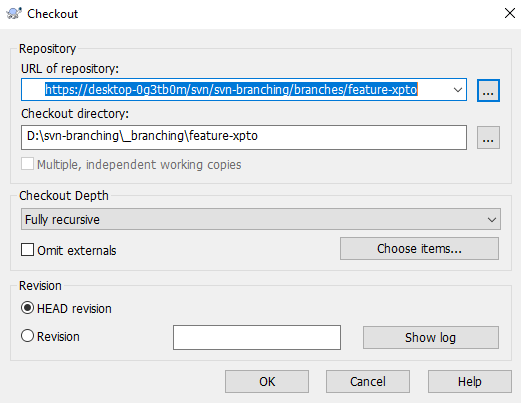 Checkout
Repository
URL of repository:
https://desktop-0g3tb0m/svn/svn-branching/branches/feature-xpto
...
Checkout directory:
D:\svn-branching\_branching\feature-xpto
...
Multiple, independent working copies
Checkout Depth
Fully recursive
Omit externals
Choose items...
Revision
HEAD revision
Revision
Show log
OK
Cancel
Help